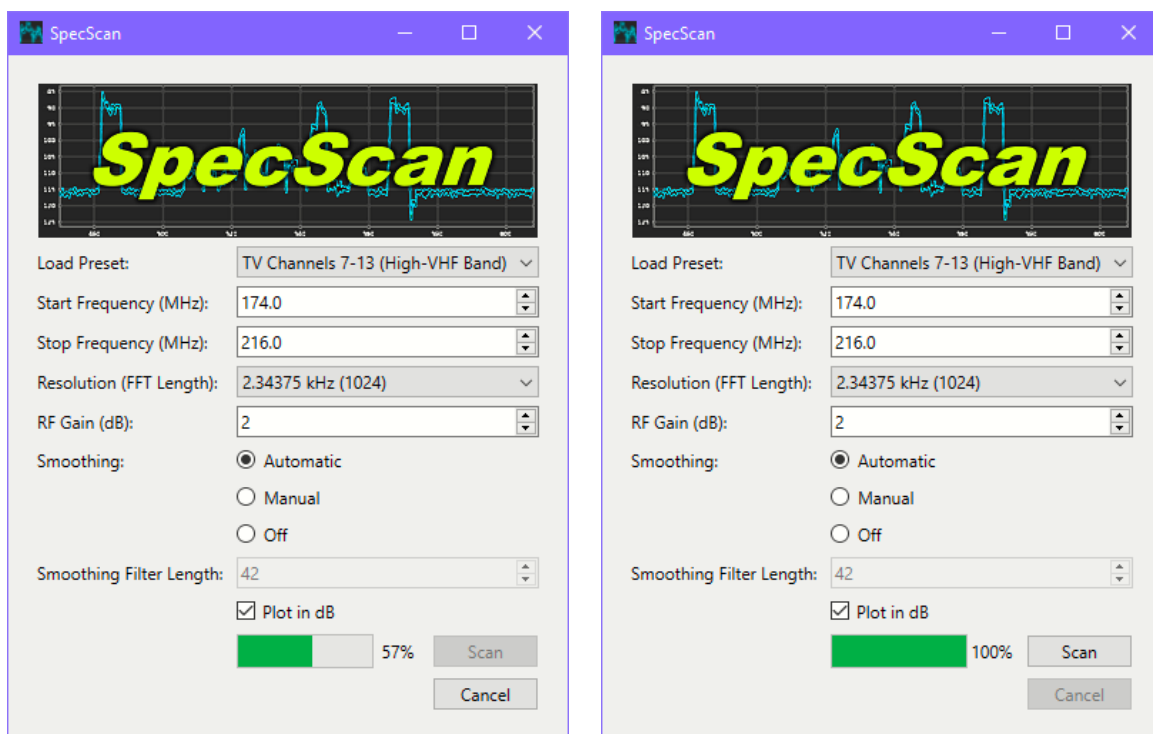 SpecScan
SpecScan
Load Preset: TV Channels 7-13 (High-VHF Band)
Start Frequency (MHz): 174.0
Stop Frequency (MHz): 216.0
Resolution (FFT Length): 2.34375 kHz (1024)
RF Gain (dB): 2
Smoothing: Automatic
Manual
Off
Smoothing Filter Length: 42
Plot in dB
57% Scan
Cancel
SpecScan
SpecScan
Load Preset: TV Channels 7-13 (High-VHF Band)
Start Frequency (MHz): 174.0
Stop Frequency (MHz): 216.0
Resolution (FFT Length): 2.34375 kHz (1024)
RF Gain (dB): 2
Smoothing: Automatic
Manual
Off
Smoothing Filter Length: 42
Plot in dB
100% Scan
Cancel